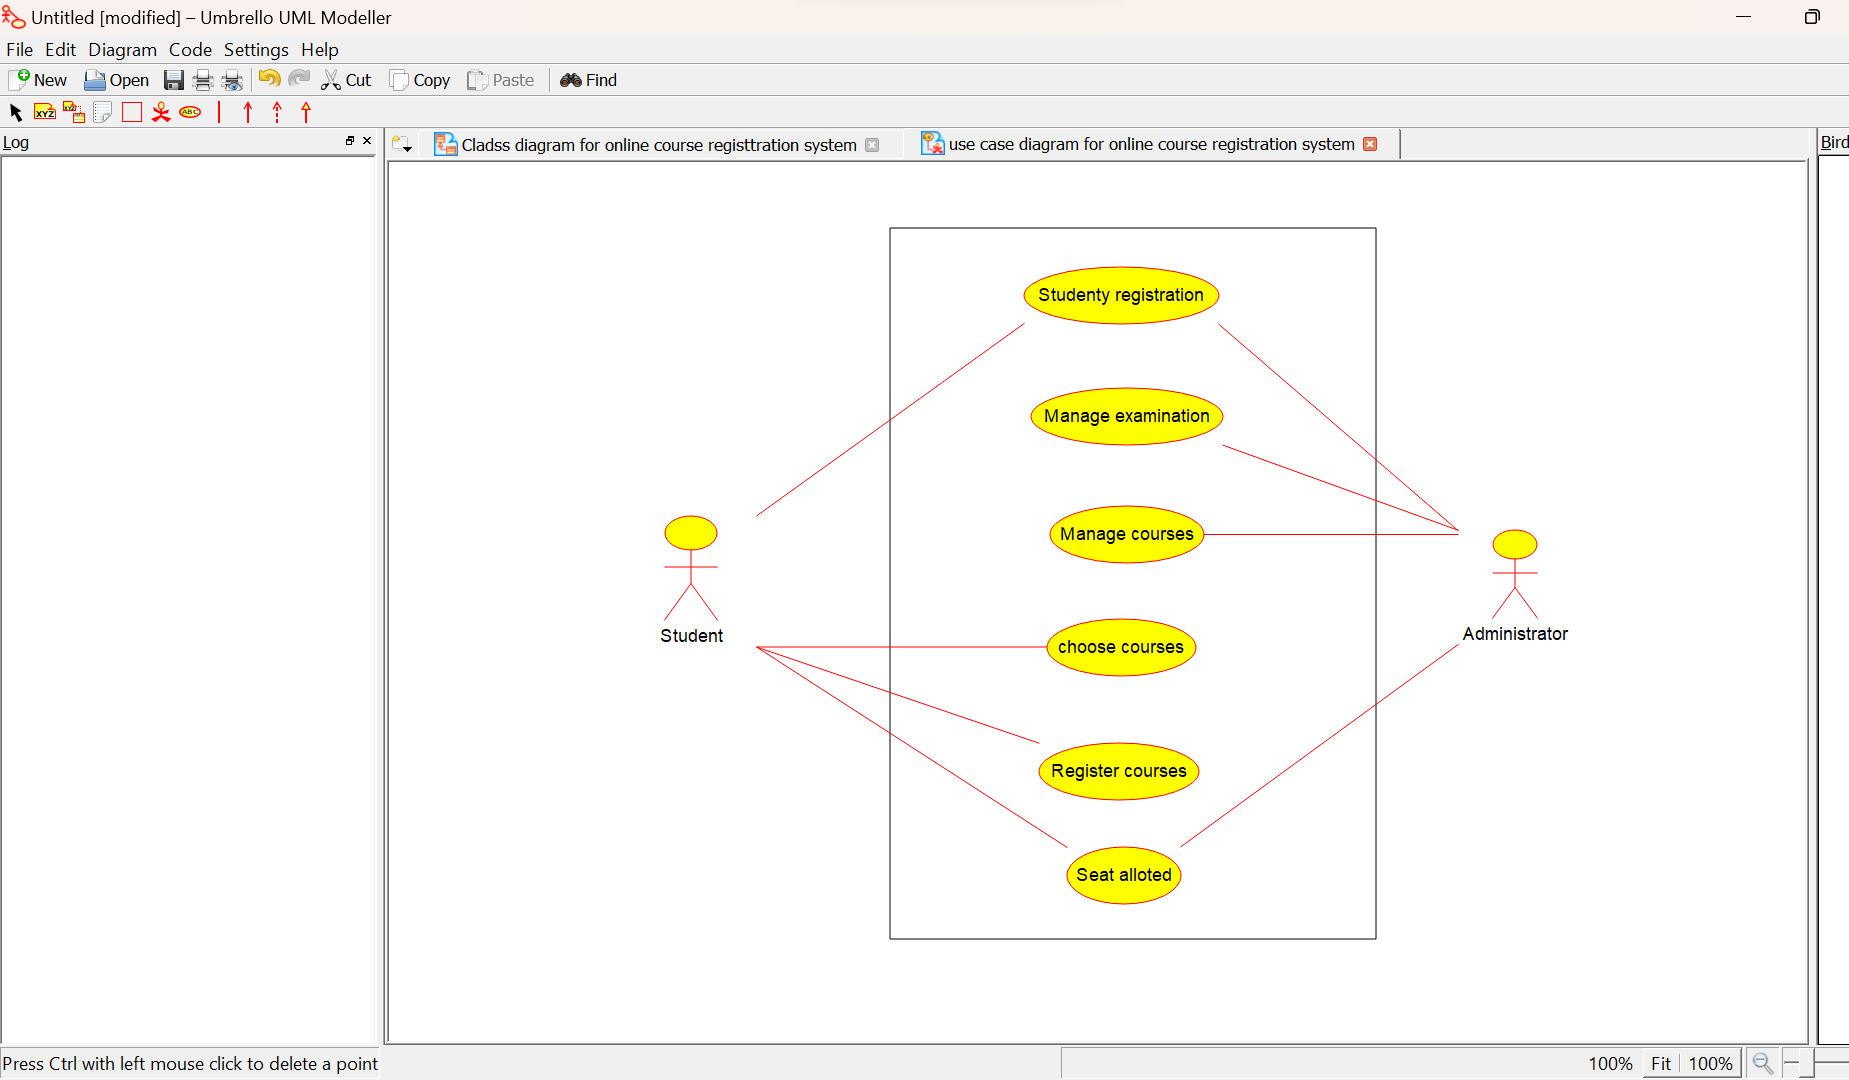 Untitled [modified] – Umbrello UML Modeller
File Edit Diagram Code Settings Help
New Open Cut Copy Paste Find
XYZ XYZ ABC
Log
Cladss diagram for online course registtration system
use case diagram for online course registration system
Bird
Studenty registration
Manage examination
Manage courses
Student
Administrator
choose courses
Register courses
Seat alloted
Press Ctrl with left mouse click to delete a point
100% Fit 100%